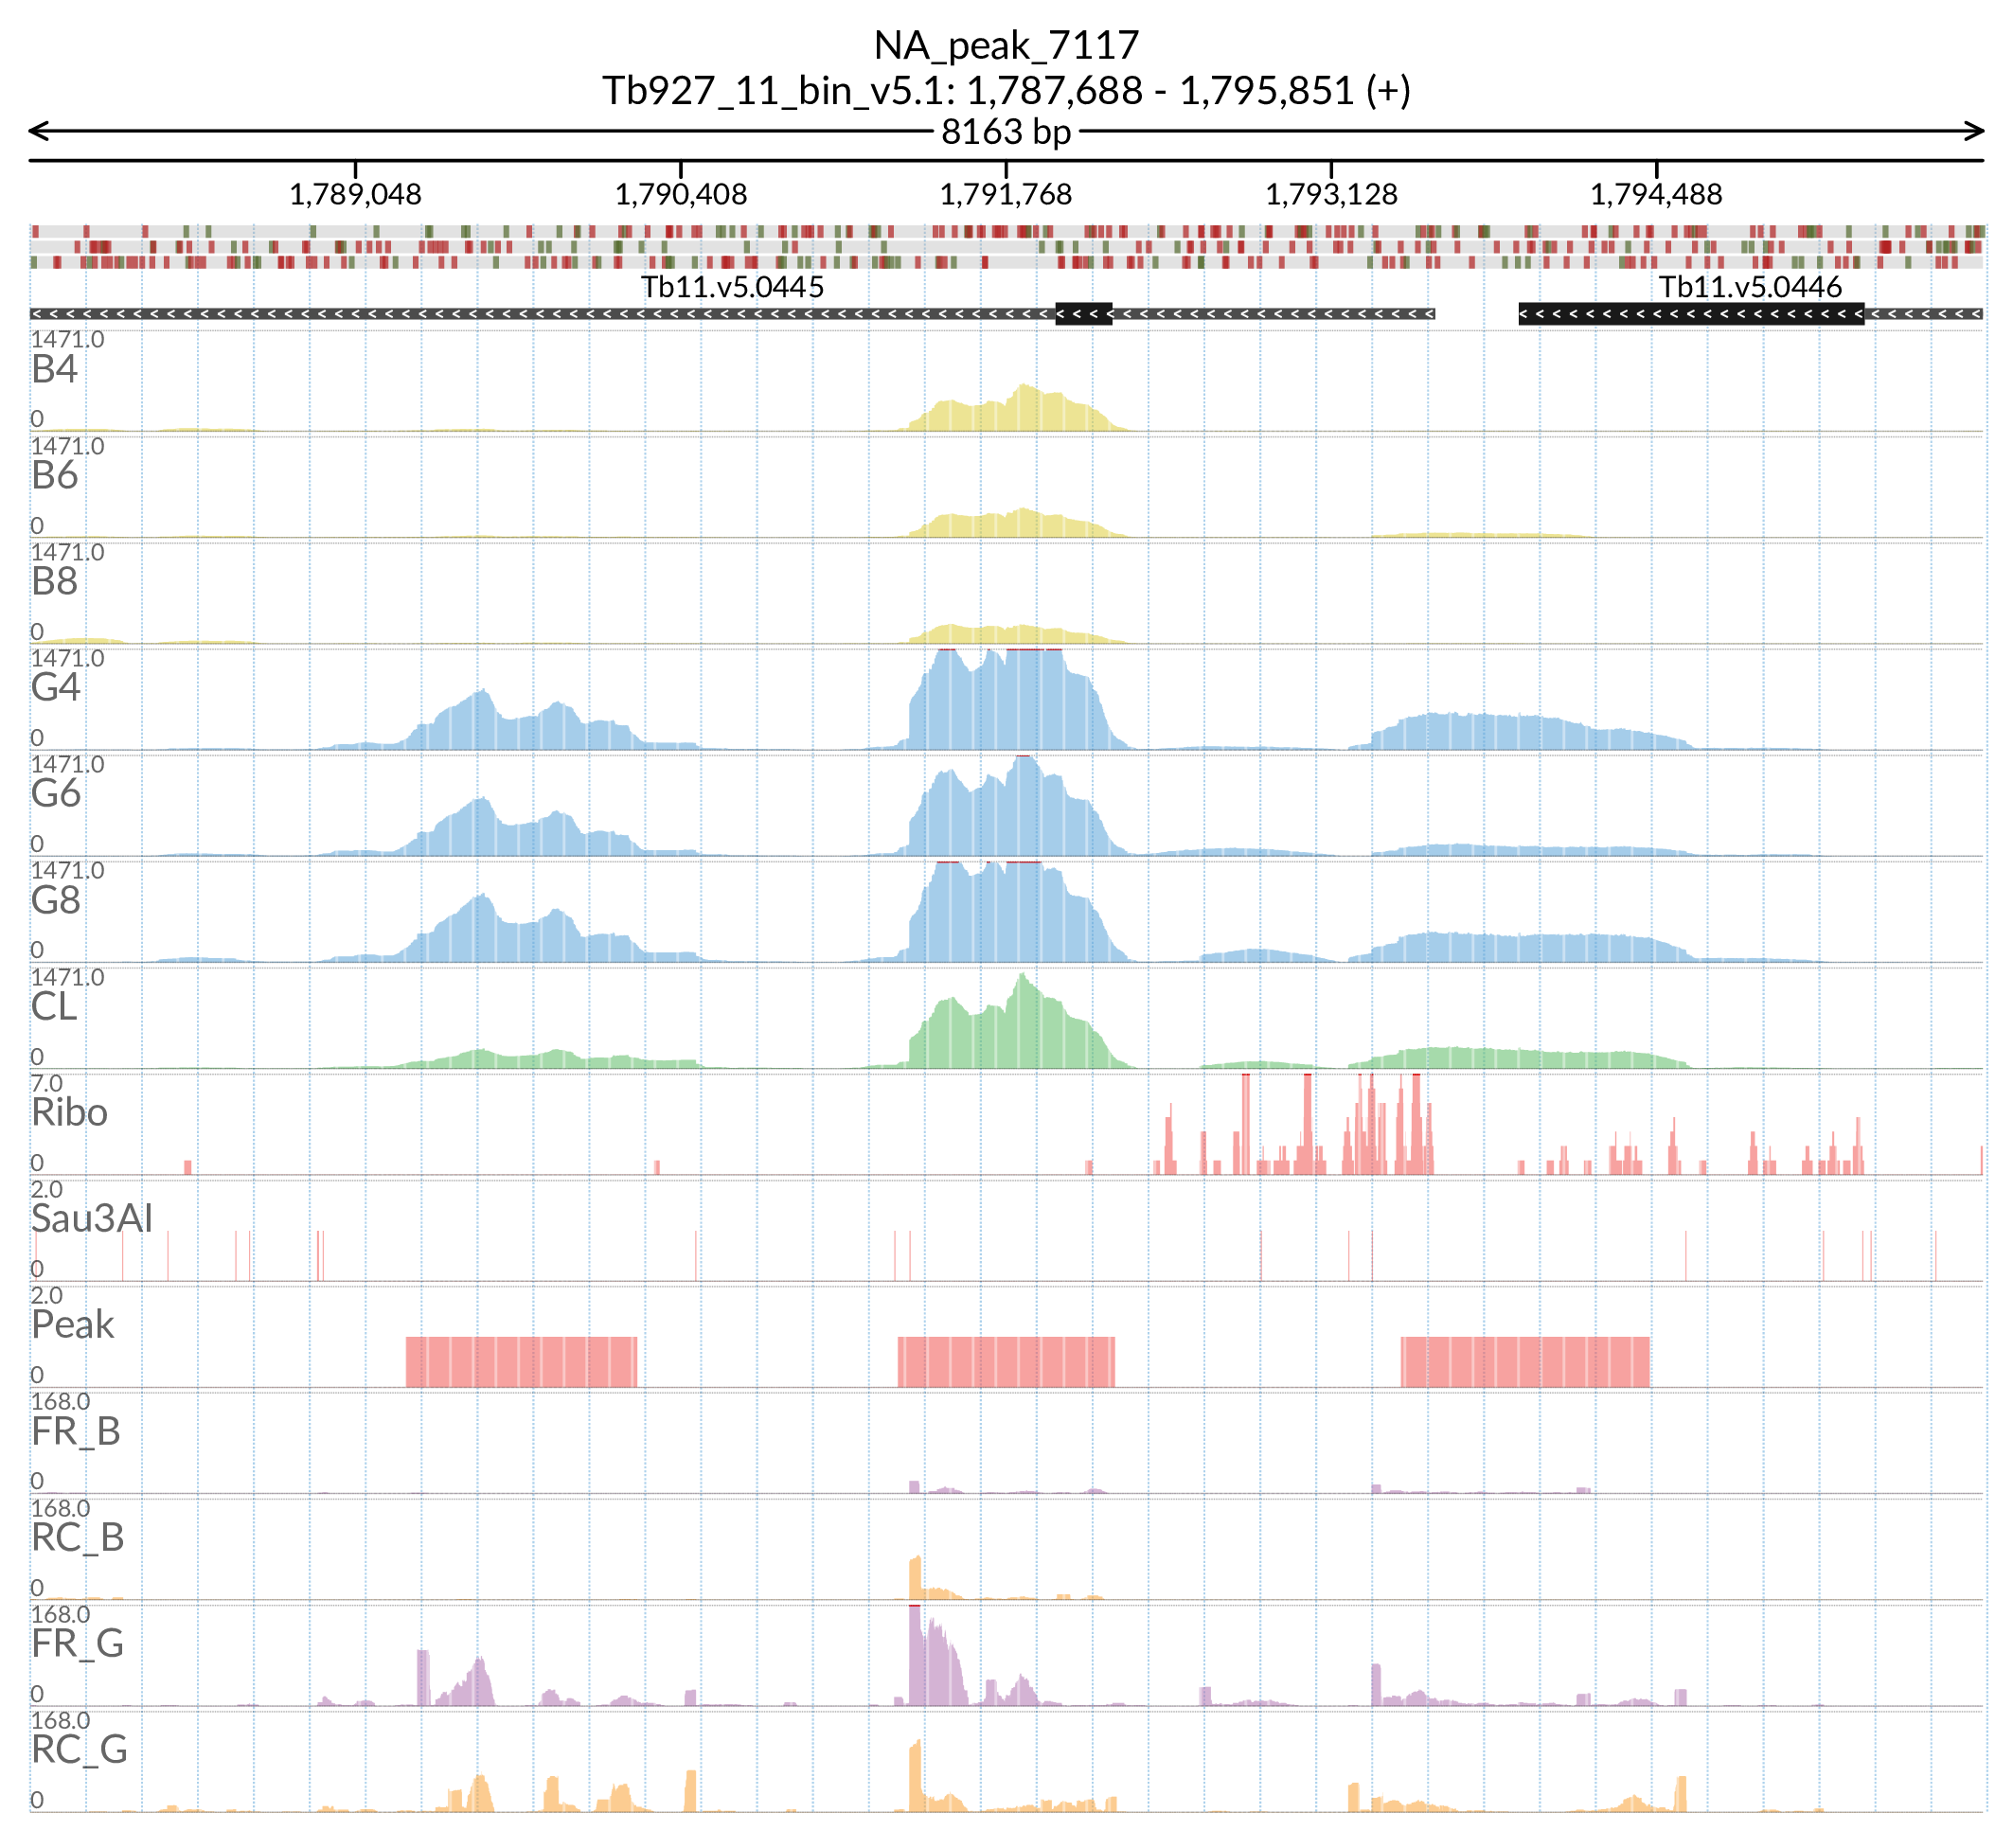 NA_peak_7117
Tb927_11_bin_v5.1: 1,787,688 - 1,795,851 (+)
8163 bp
1,789,048 1,790,408 1,791,768 1,793,128 1,794,488
Tb11.v5.0445 Tb11.v5.0446
1471.0
B4
0
1471.0
B6
0
1471.0
B8
0
1471.0
G4
0
1471.0
G6
0
1471.0
G8
0
1471.0
CL
0
7.0
Ribo
0
2.0
Sau3AI
0
2.0
Peak
0
168.0
FR_B
0
168.0
RC_B
0
168.0
FR_G
0
168.0
RC_G
0